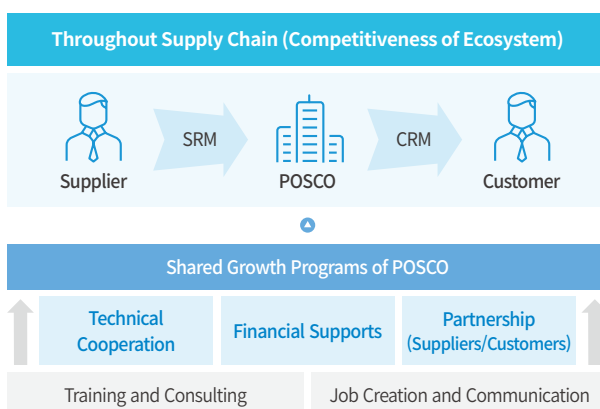 Throughout Supply Chain (Competitiveness of Ecosystem)
SRM
CRM
Supplier
POSCO
Customer
Shared Growth Programs of POSCO
Technical
Cooperation
Financial Supports
Partnership
(Suppliers/Customers)
Training and Consulting
Job Creation and Communication